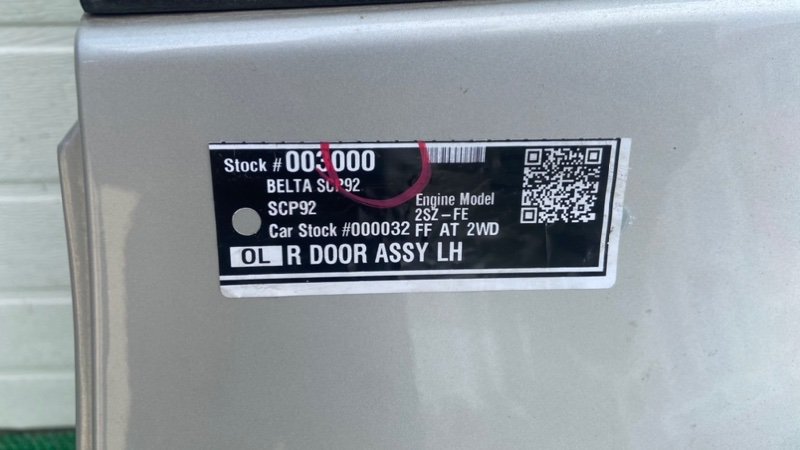 Stock # 003000
BELTA SCP92
SCP92
Engine Model
2SZ-FE
Car Stock #000032 FF AT 2WD
OL R DOOR ASSY LH